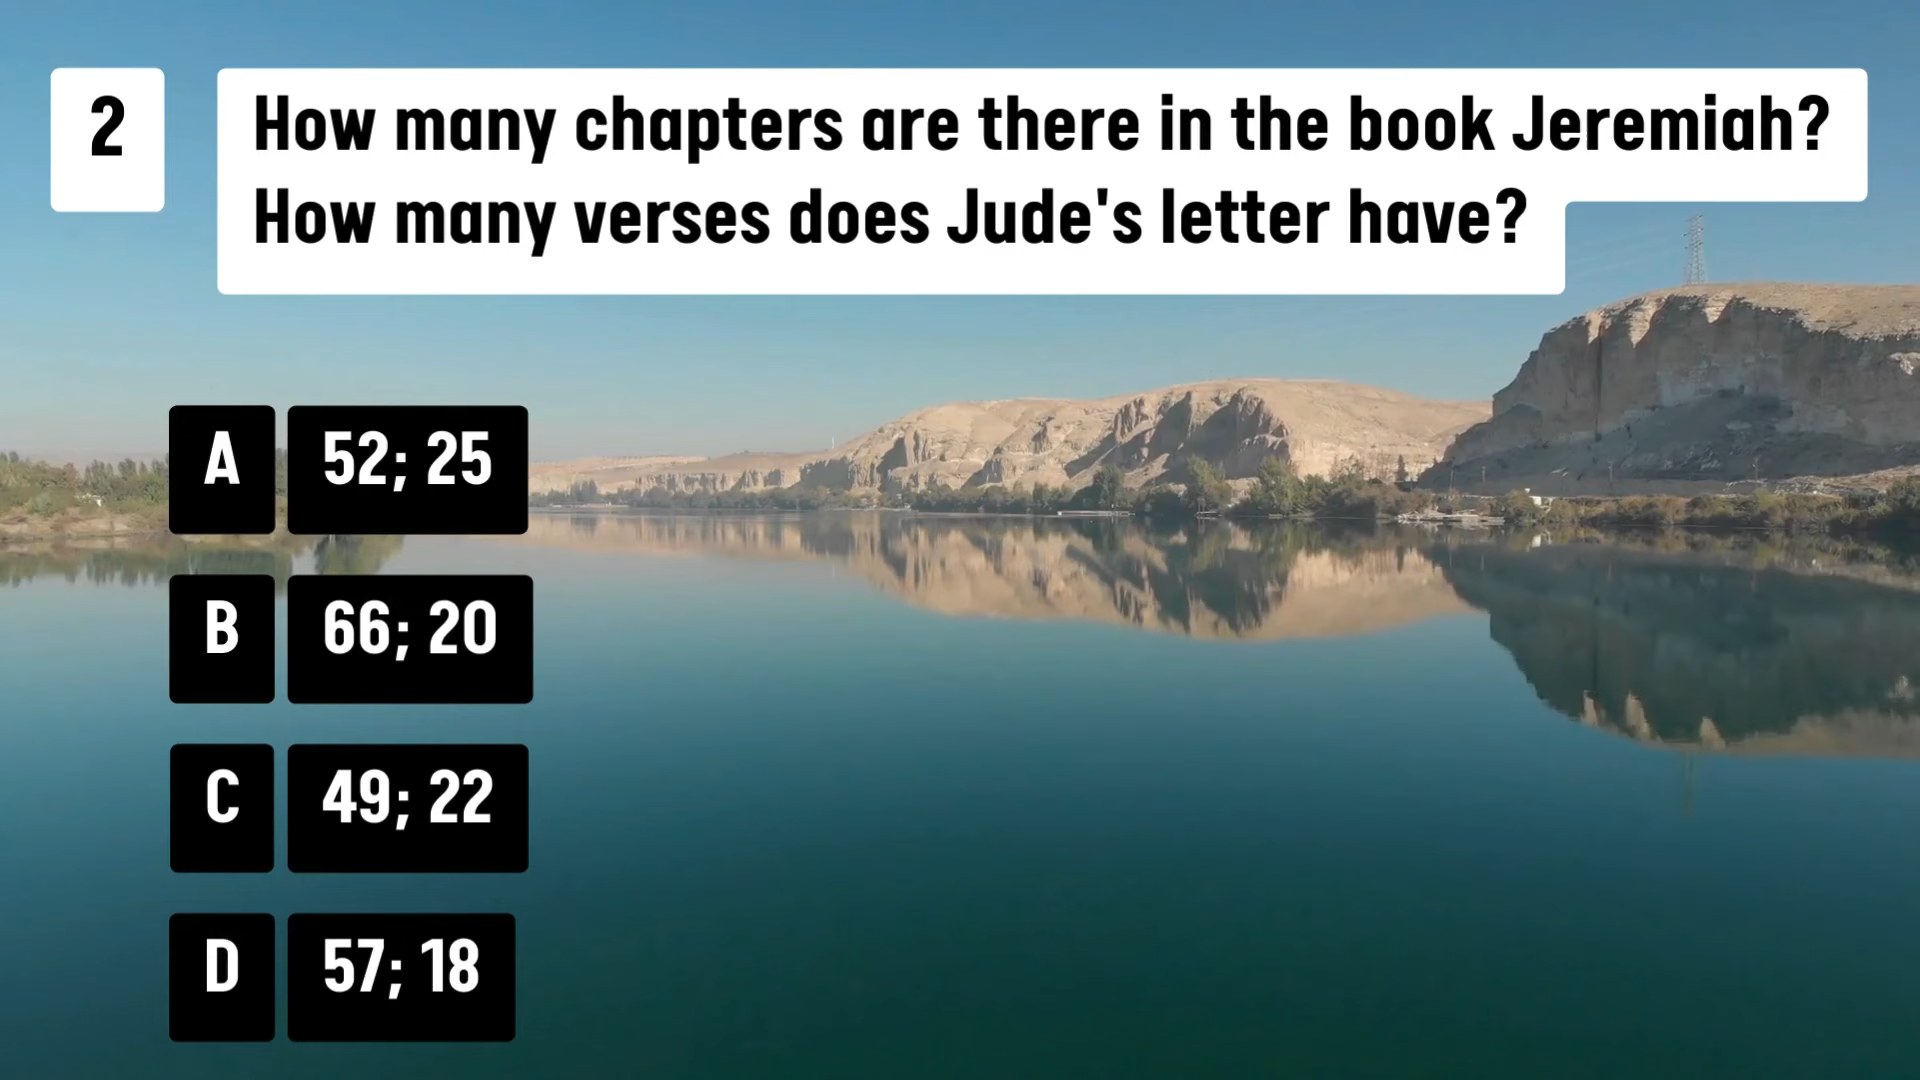 2
How many chapters are there in the book Jeremiah?
How many verses does Jude's letter have?
A
52; 25
B
66; 20
C
49; 22
D
57; 18